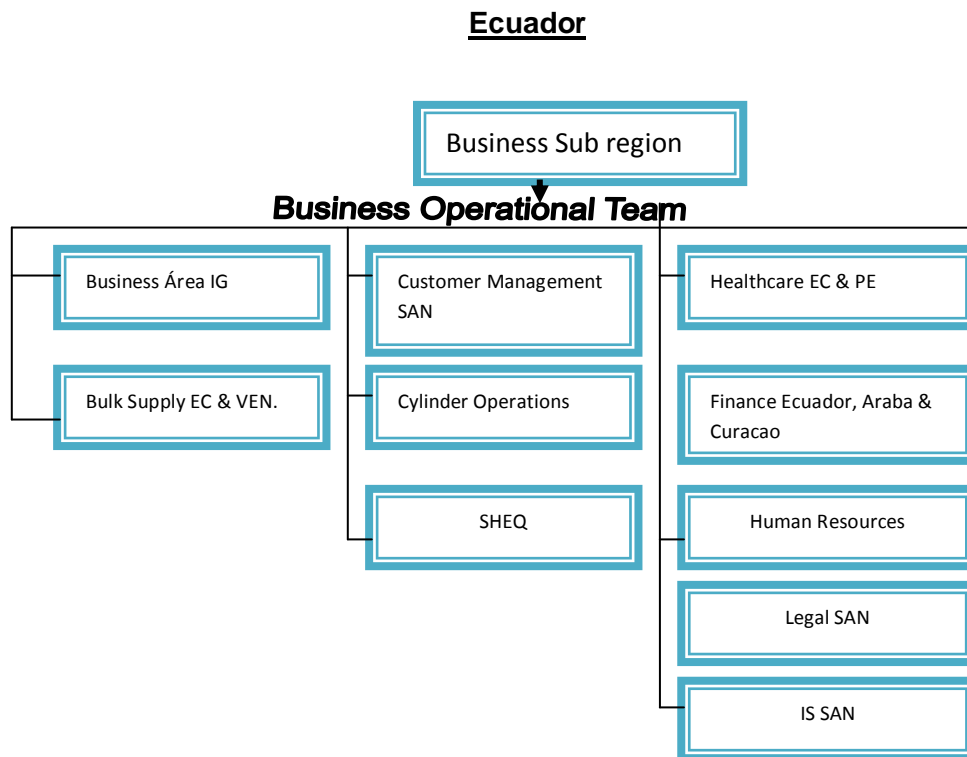 Ecuador
Business Sub region
Business Operational Team
Business Área IG
Customer Management
SAN
Healthcare EC & PE
Bulk Supply EC & VEN.
Cylinder Operations
Finance Ecuador, Araba &
Curacao
SHEQ
Human Resources
Legal SAN
IS SAN